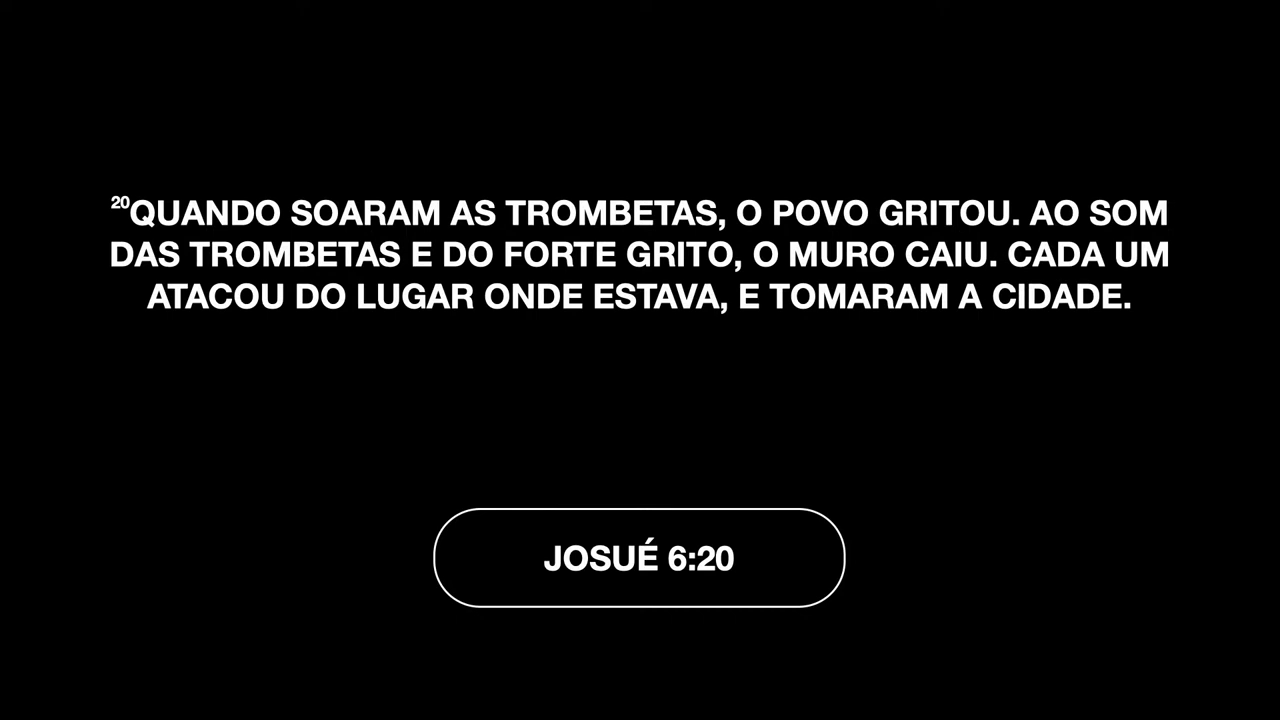 ²⁰QUANDO SOARAM AS TROMBETAS, O POVO GRITOU. AO SOM
DAS TROMBETAS E DO FORTE GRITO, O MURO CAIU. CADA UM
ATACOU DO LUGAR ONDE ESTAVA, E TOMARAM A CIDADE.
JOSUÉ 6:20